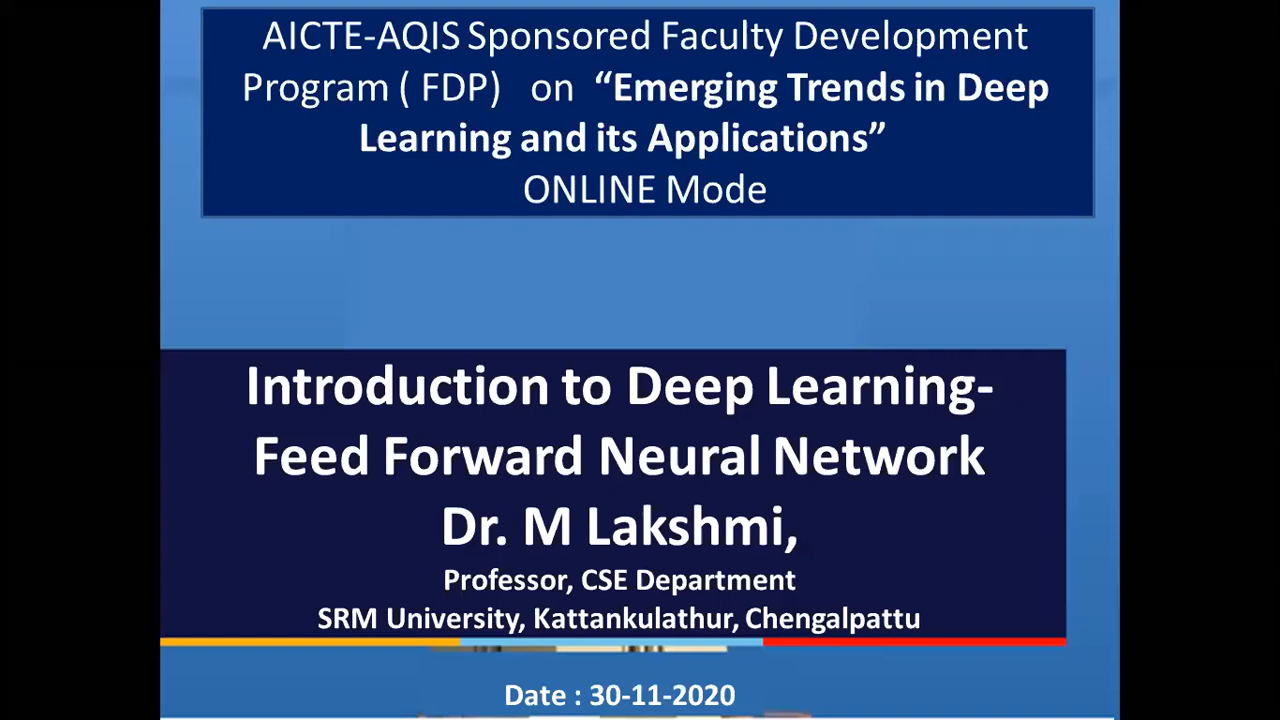 AICTE-AQIS Sponsored Faculty Development
Program ( FDP) on “Emerging Trends in Deep
Learning and its Applications”
ONLINE Mode
Introduction to Deep Learning-
Feed Forward Neural Network
Dr. M Lakshmi,
Professor, CSE Department
SRM University, Kattankulathur, Chengalpattu
Date : 30-11-2020